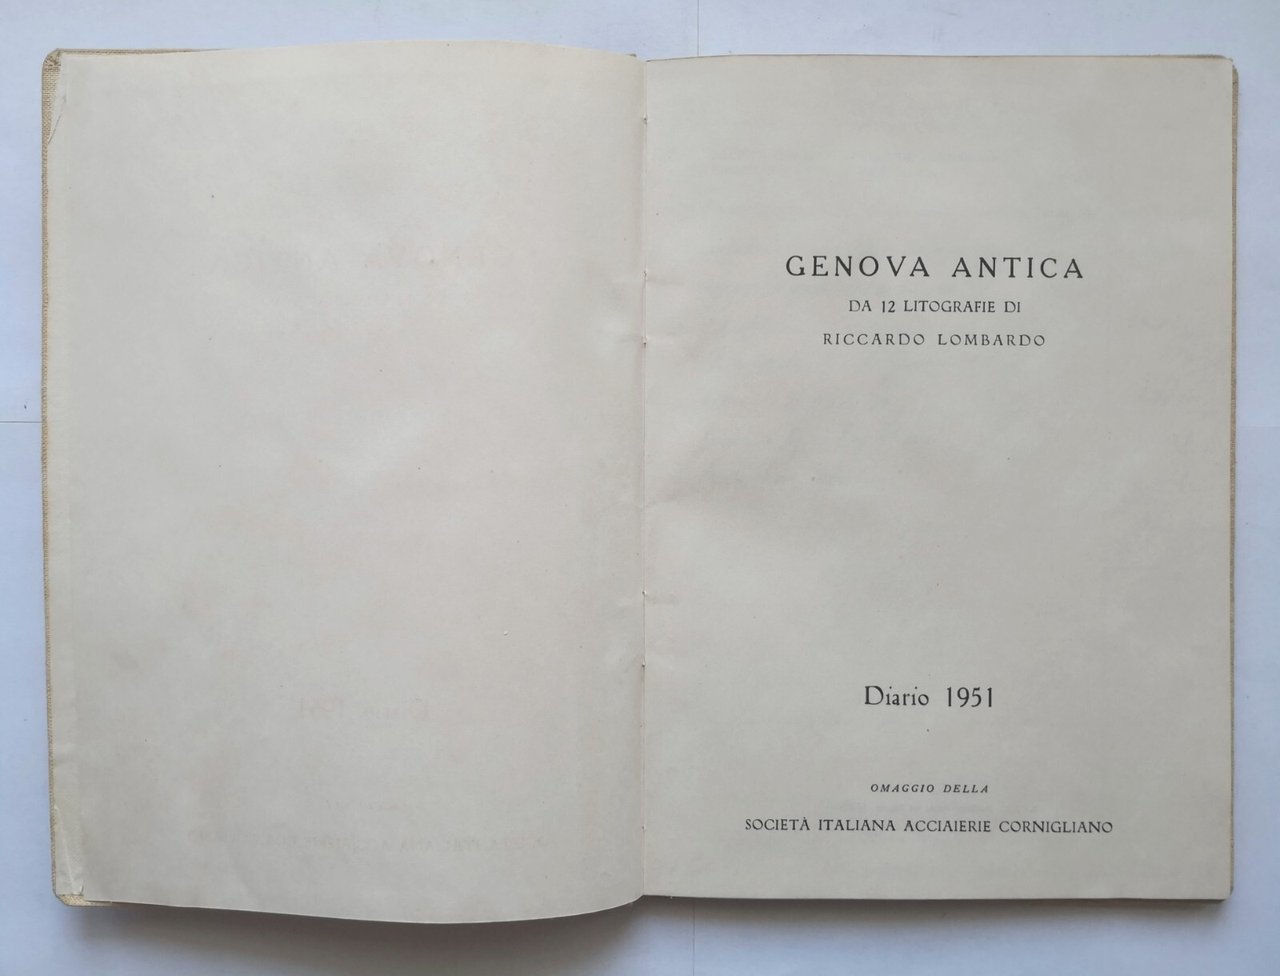 GENOVA ANTICA
DA 12 LITOGRAFIE DI
RICCARDO LOMBARDO
Diario 1951
OMAGGIO DELLA
SOCIETÀ ITALIANA ACCIAIERIE CORNIGLIANO